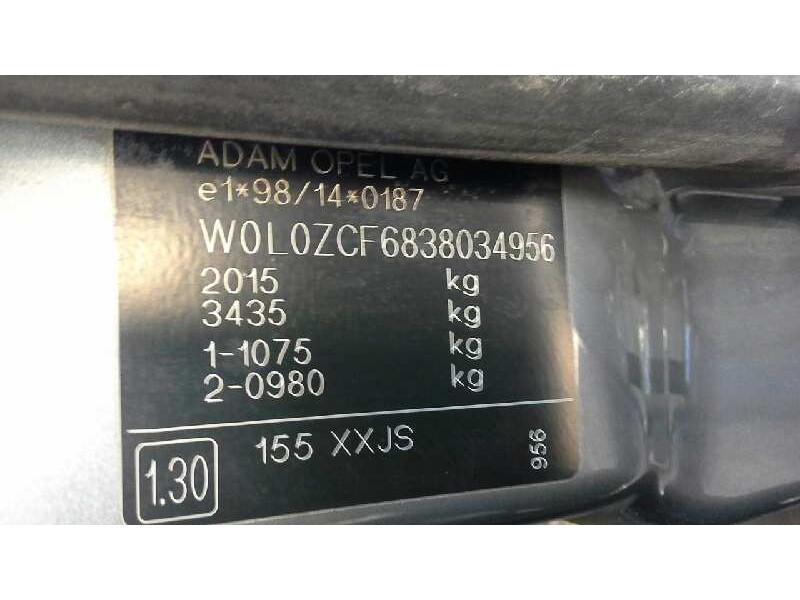 ADAM OPEL AG
e1*98/14*0187
W0L0ZCF6838034956
2015 kg
3435 kg
1-1075 kg
2-0980 kg
1.30 155 XXJS 956